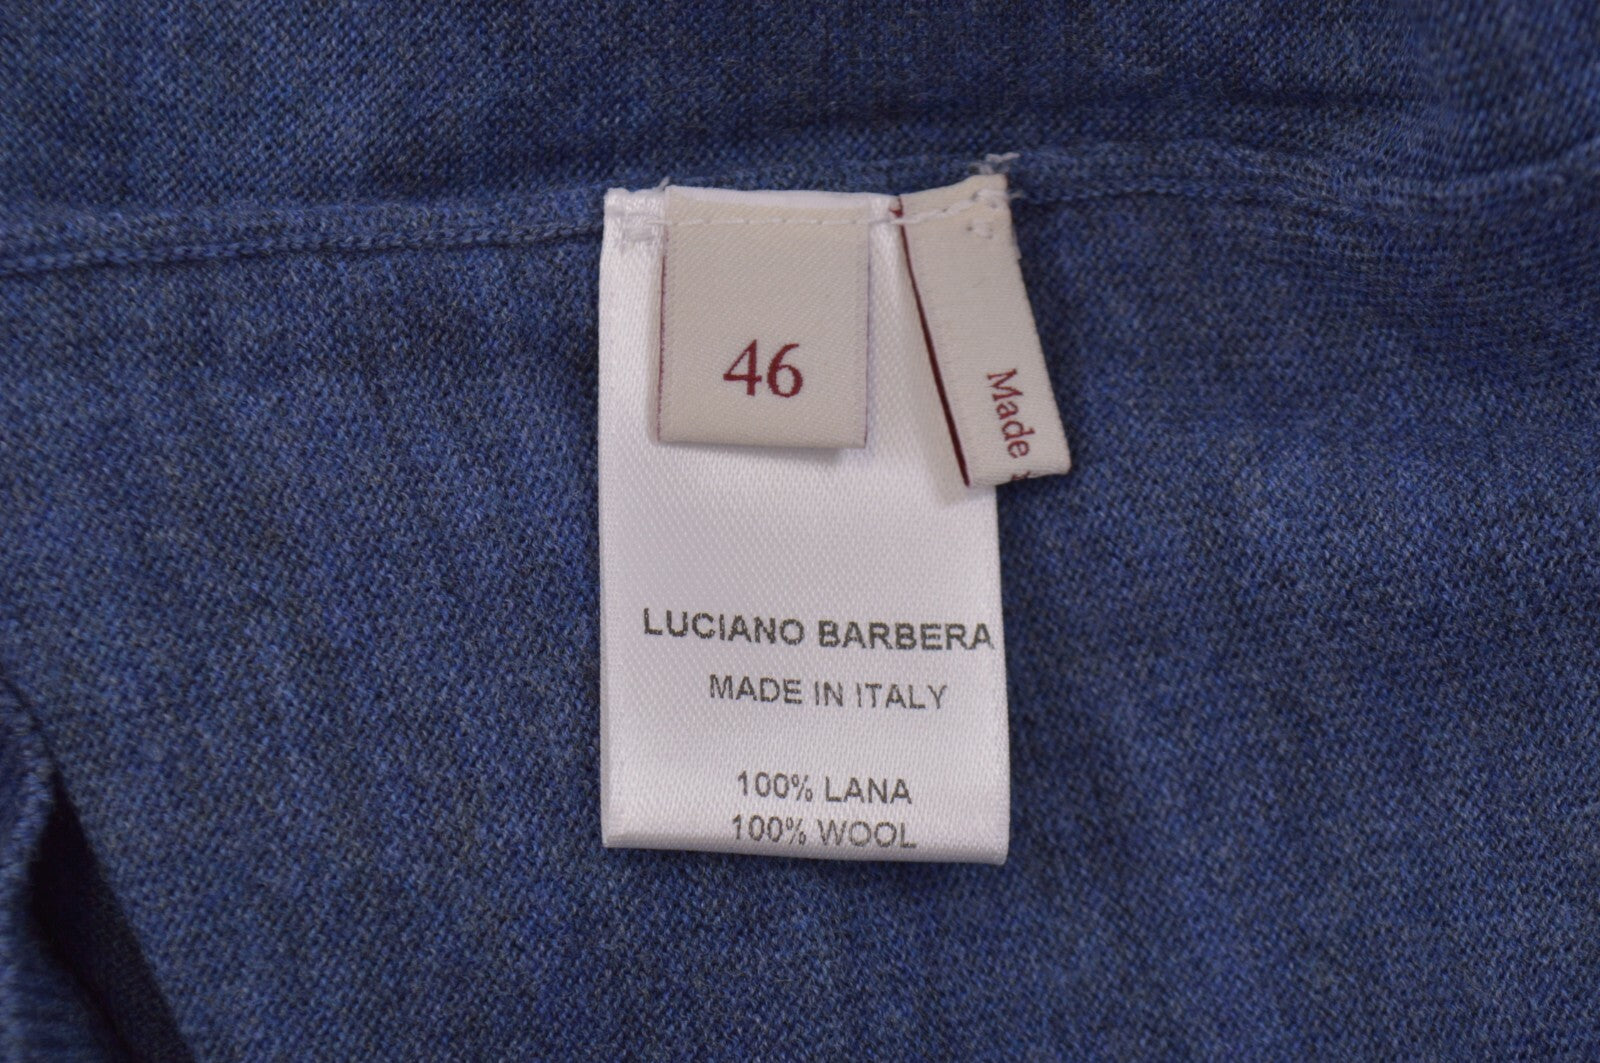 46
Made
LUCIANO BARBERA
MADE IN ITALY
100% LANA
100% WOOL